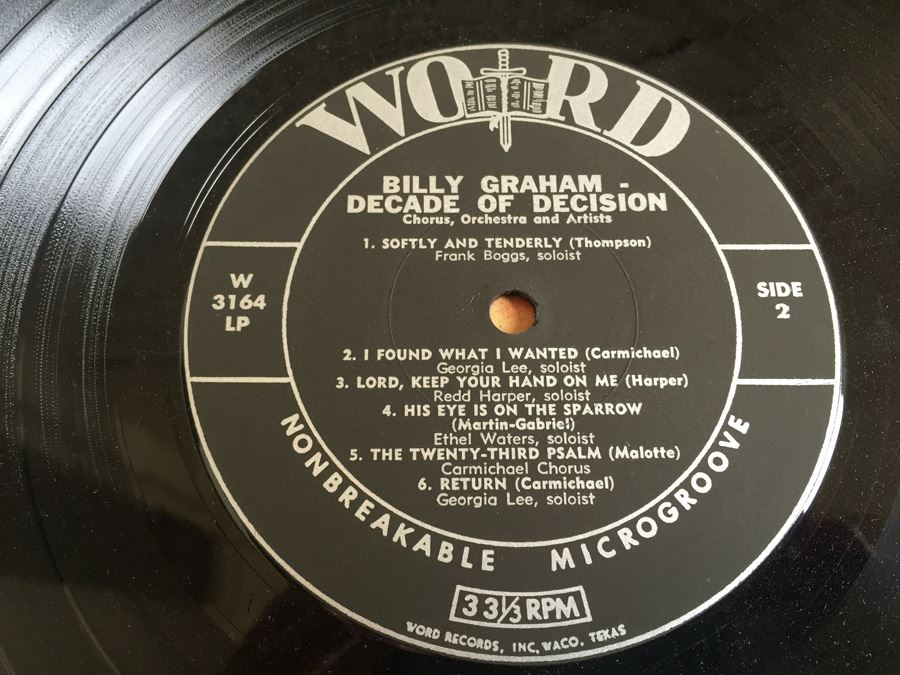 WORD
BILLY GRAHAM -
DECADE OF DECISION
Chorus, Orchestra and Artists
1. SOFTLY AND TENDERLY (Thompson)
Frank Boggs, soloist
W
3164
LP
SIDE
2
2. I FOUND WHAT I WANTED (Carmichael)
Georgia Lee, soloist
3. LORD, KEEP YOUR HAND ON ME (Harper)
Redd Harper, soloist
4. HIS EYE IS ON THE SPARROW
(Martin-Gabriel)
Ethel Waters, soloist
5. THE TWENTY-THIRD PSALM (Malotte)
Carmichael Chorus
6. RETURN (Carmichael)
Georgia Lee, soloist
NONBREAKABLE MICROGROOVE
33⅓ RPM
WORD RECORDS, INC, WACO, TEXAS